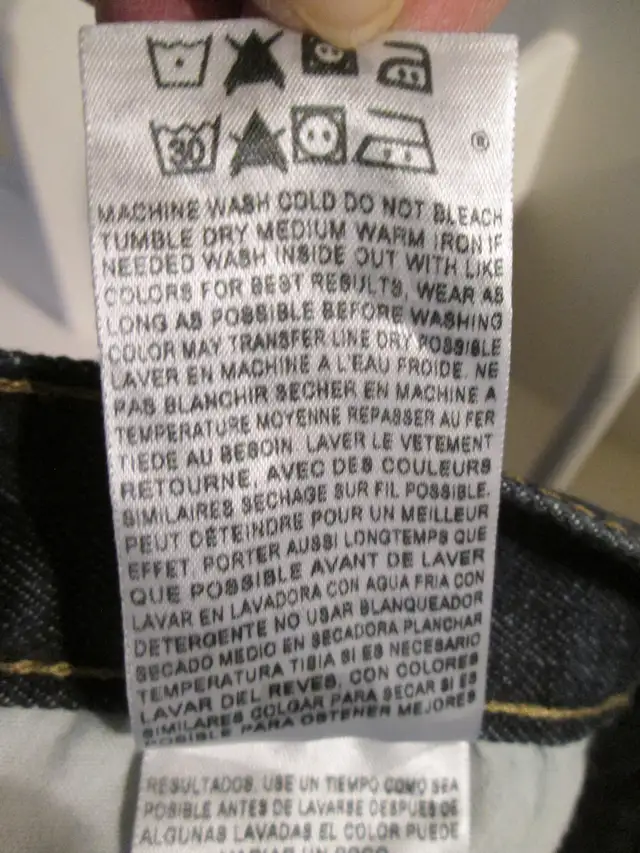 30
®
MACHINE WASH COLD DO NOT BLEACH
TUMBLE DRY MEDIUM WARM IRON IF
NEEDED WASH INSIDE OUT WITH LIKE
COLORS FOR BEST RESULTS, WEAR AS
LONG AS POSSIBLE BEFORE WASHING
COLOR MAY TRANSFER LINE DRY POSSIBLE
LAVER EN MACHINE A L'EAU FROIDE. NE
PAS BLANCHIR SECHER EN MACHINE A
TEMPERATURE MOYENNE REPASSER AU FER
TIEDE AU BESOIN. LAVER LE VETEMENT
RETOURNE, AVEC DES COULEURS
SIMILAIRES SECHAGE SUR FIL POSSIBLE.
PEUT DÉTEINDRE POUR UN MEILLEUR
EFFET, PORTER AUSSI LONGTEMPS QUE
QUE POSSIBLE AVANT DE LAVER
LAVAR EN LAVADORA CON AGUA FRIA CON
DETERGENTE NO USAR BLANQUEADOR
SECADO MEDIO EN SECADORA PLANCHAR
TEMPERATURA TIBIA SI ES NECESARIO
LAVAR DEL REVES, CON COLORES
SIMILARES COLGAR PARA SECAR SI ES
POSIBLE PARA OBTENER MEJORES
RESULTADOS. USE UN TIEMPO COMO SEA
POSIBLE ANTES DE LAVARSE DESPUES DE
ALGUNAS LAVADAS EL COLOR PUEDE